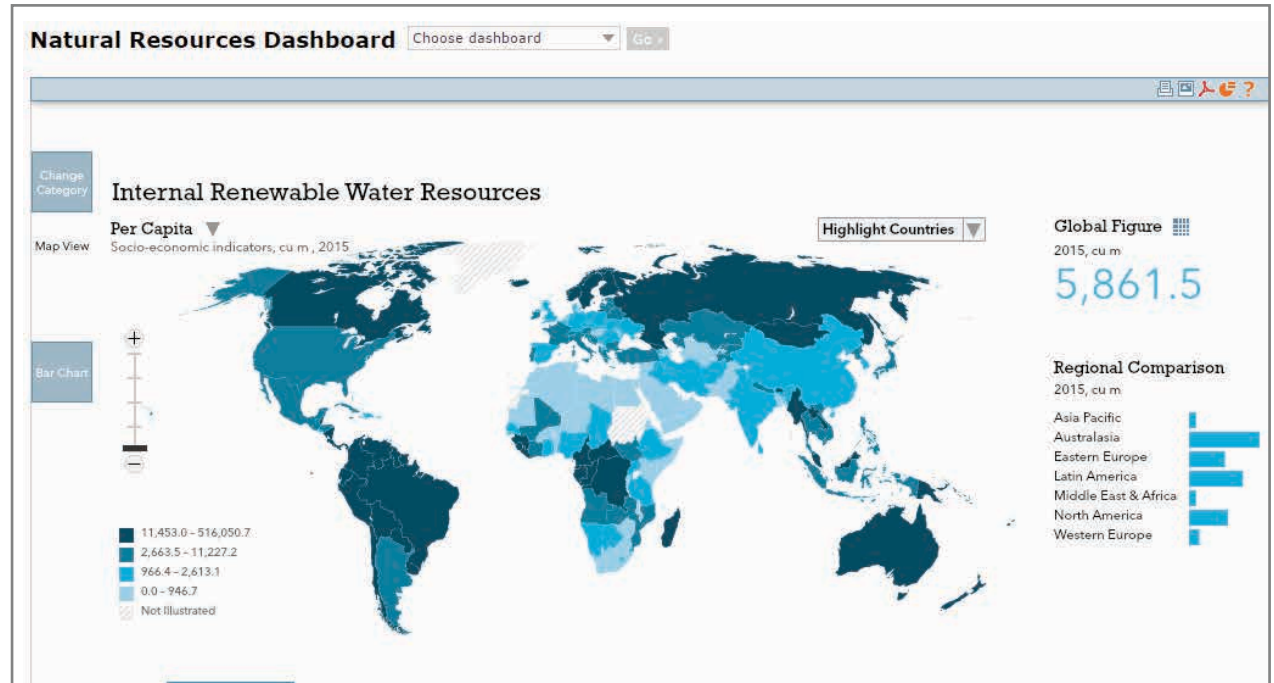 Natural Resources Dashboard Choose dashboard Go »
?
Change
Category
Internal Renewable Water Resources
Per Capita
Socio-economic indicators, cu m , 2015
Map View
Highlight Countries
Global Figure
2015, cu m
5,861.5
+
Bar Chart
−
Regional Comparison
2015, cu m
Asia Pacific
Australasia
Eastern Europe
Latin America
Middle East & Africa
North America
Western Europe
11,453.0 - 516,050.7
2,663.5 - 11,227.2
966.4 - 2,613.1
0.0 - 946.7
Not Illustrated